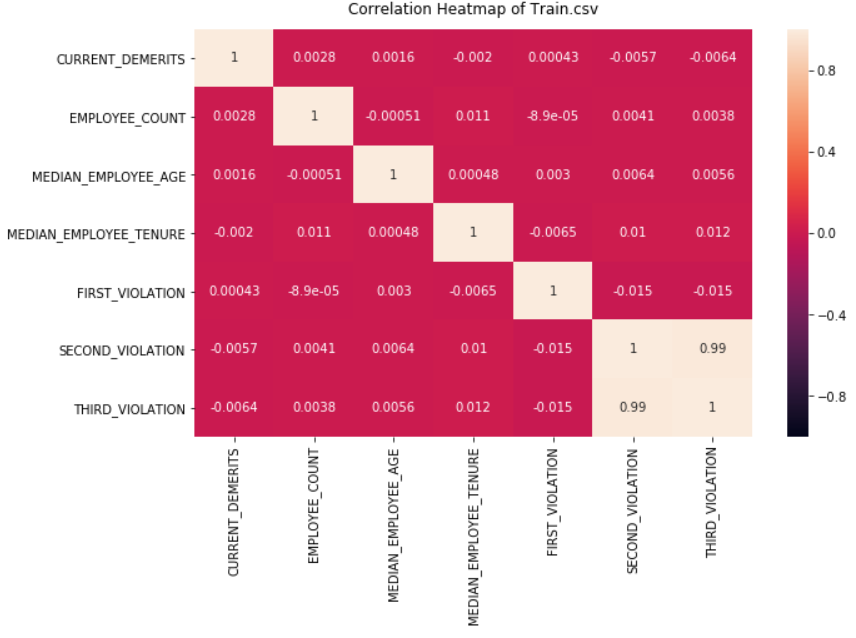 Correlation Heatmap of Train.csv
CURRENT_DEMERITS 1 0.0028 0.0016 -0.002 0.00043 -0.0057 -0.0064
EMPLOYEE_COUNT 0.0028 1 -0.00051 0.011 -8.9e-05 0.0041 0.0038
MEDIAN_EMPLOYEE_AGE 0.0016 -0.00051 1 0.00048 0.003 0.0064 0.0056
MEDIAN_EMPLOYEE_TENURE -0.002 0.011 0.00048 1 -0.0065 0.01 0.012
FIRST_VIOLATION 0.00043 -8.9e-05 0.003 -0.0065 1 -0.015 -0.015
SECOND_VIOLATION -0.0057 0.0041 0.0064 0.01 -0.015 1 0.99
THIRD_VIOLATION -0.0064 0.0038 0.0056 0.012 -0.015 0.99 1
CURRENT_DEMERITS
EMPLOYEE_COUNT
MEDIAN_EMPLOYEE_AGE
MEDIAN_EMPLOYEE_TENURE
FIRST_VIOLATION
SECOND_VIOLATION
THIRD_VIOLATION
0.8
0.4
0.0
−0.4
−0.8